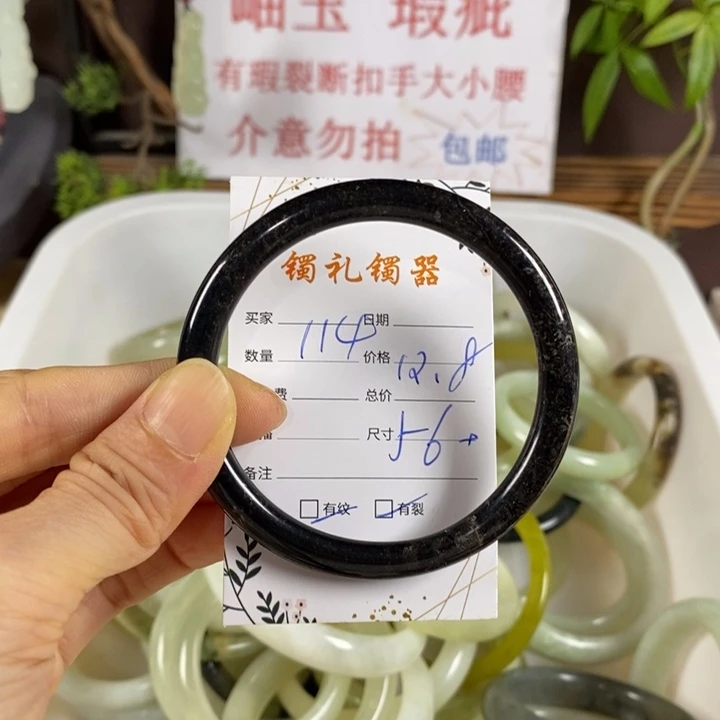 岫玉 瑕疵
有瑕裂断扣手大小腰
介意勿拍 包邮
镯礼镯器
买家 日期
数量 114 价格 12.8
费 总价
尺寸 56+
备注
有纹 有裂